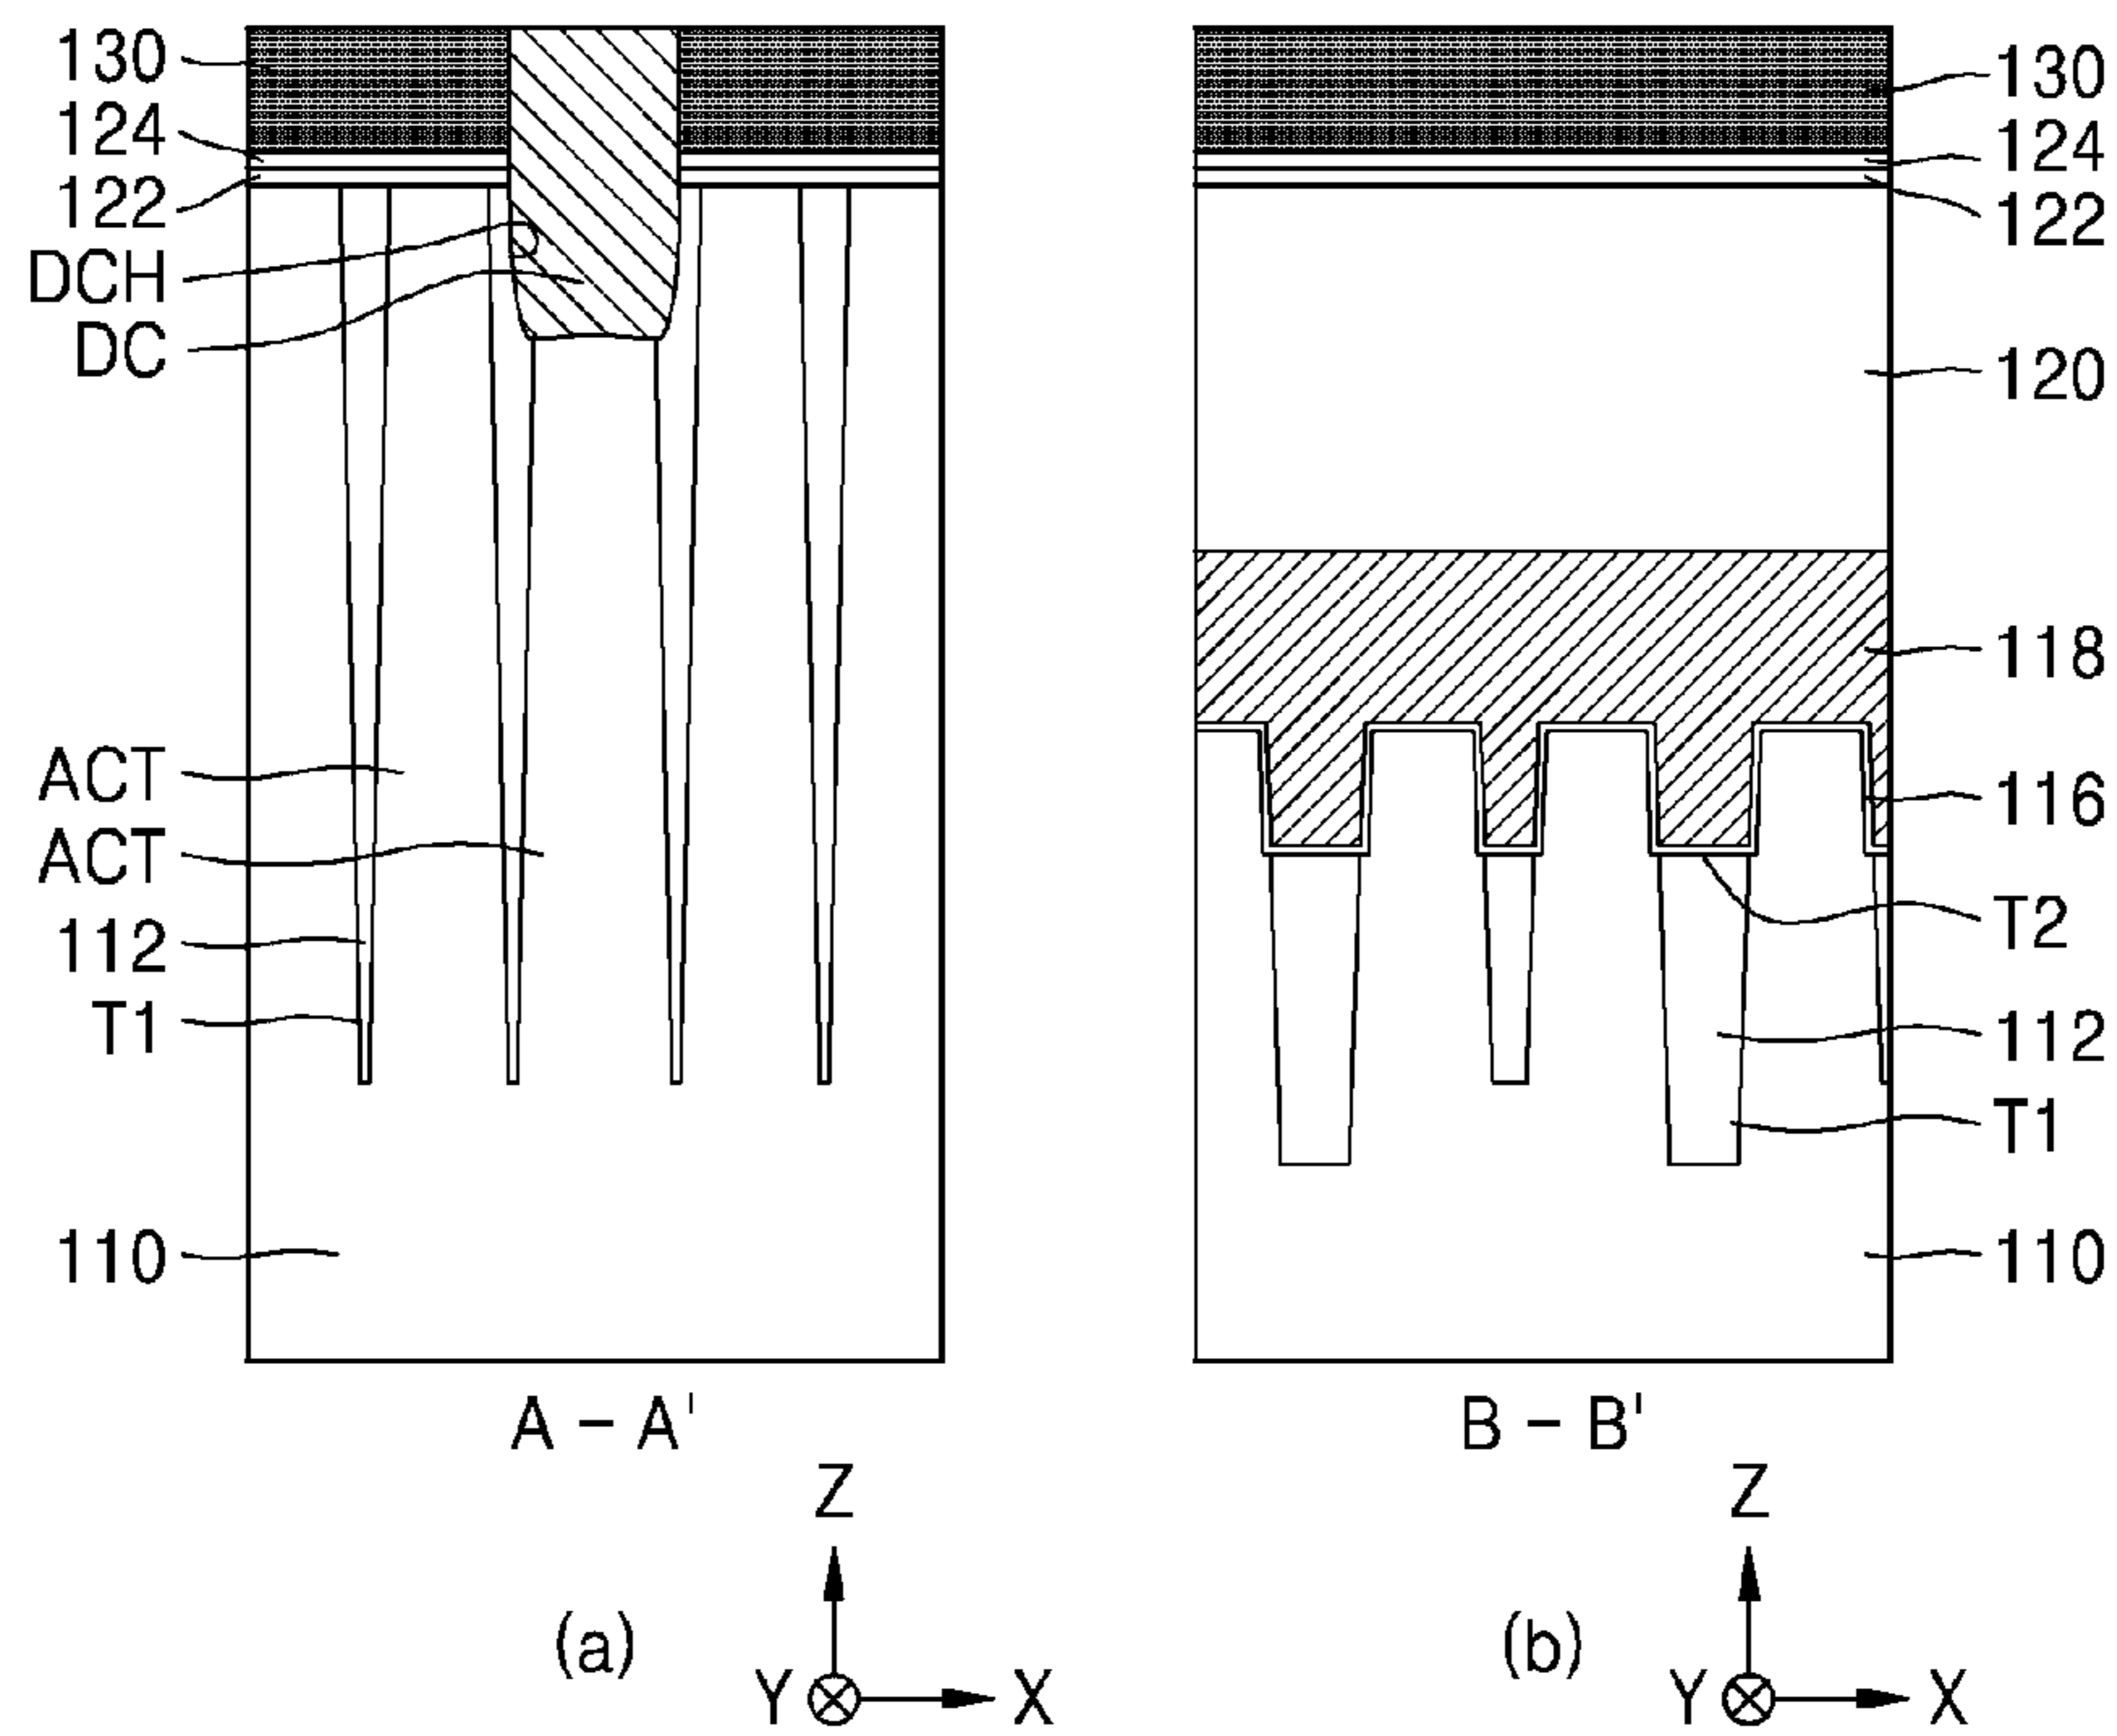 130
124
122
DCH
DC
ACT
ACT
112
T1
110
A - A'
Z
(a)
Y
X
130
124
122
120
118
116
T2
112
T1
110
B - B'
Z
(b)
Y
X